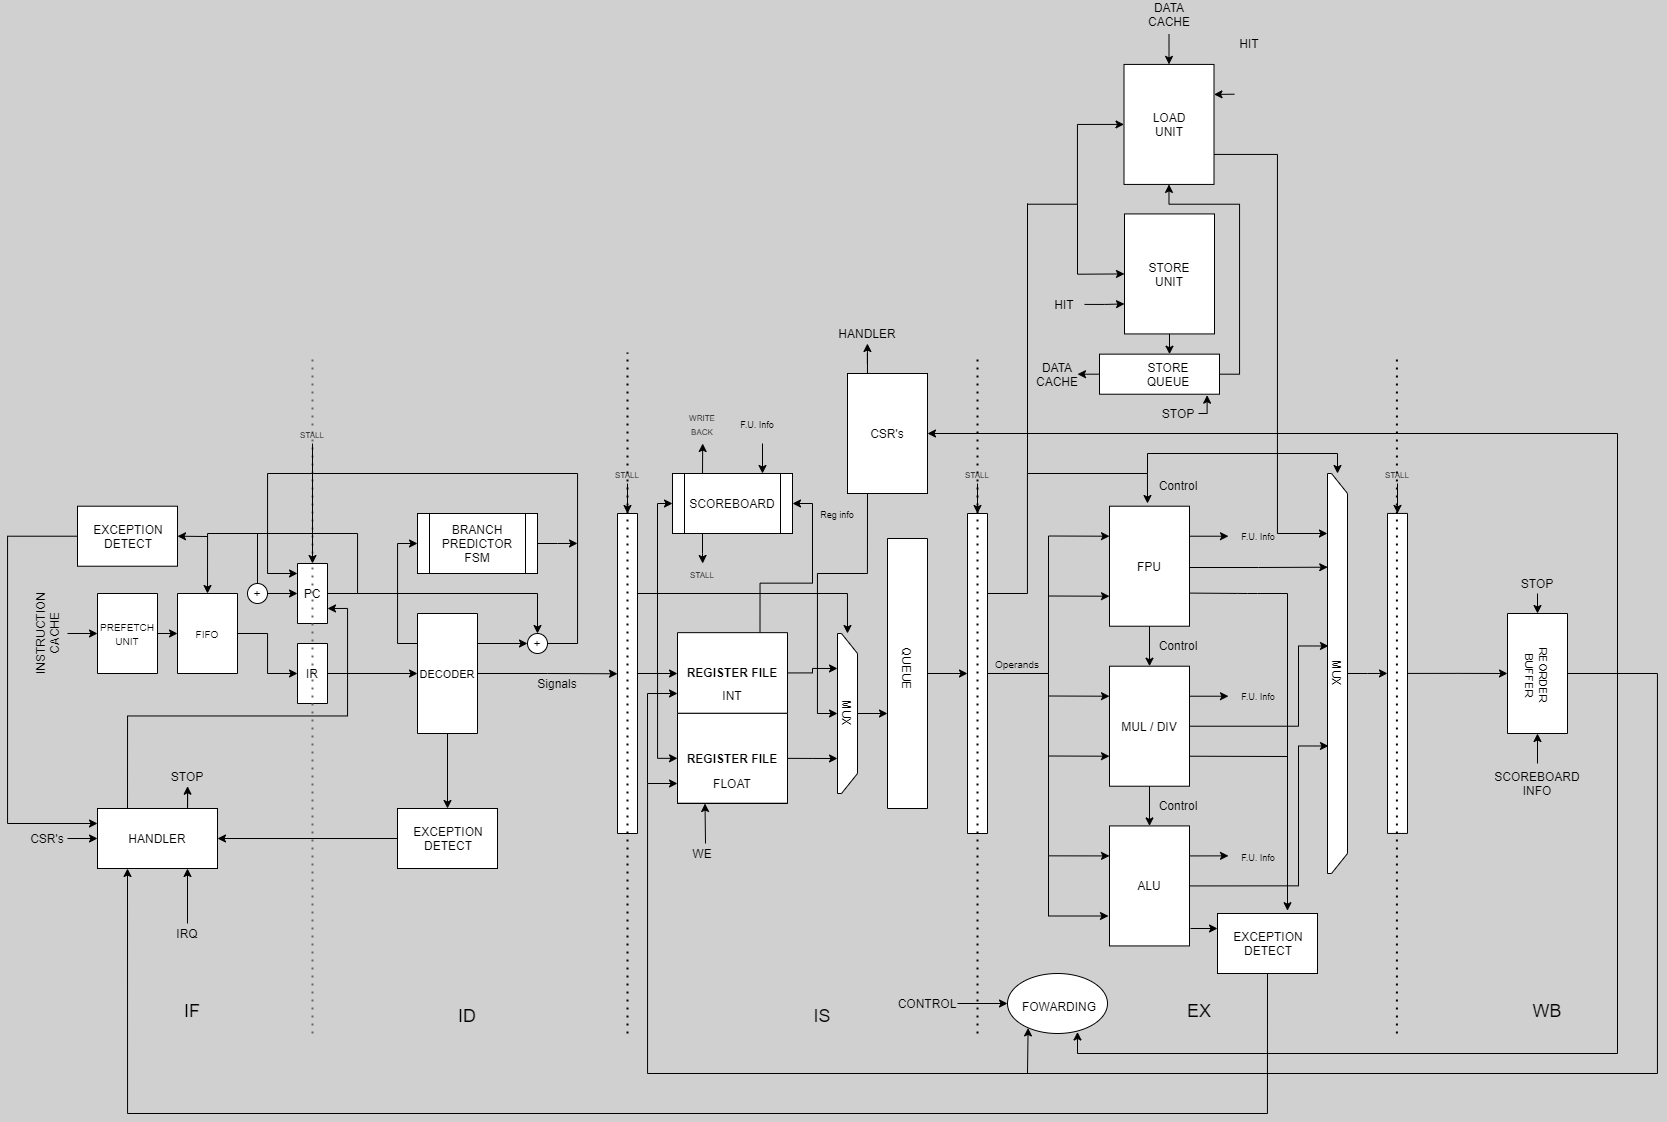 DATA
CACHE
HIT
LOAD
UNIT
STORE
UNIT
HIT
HANDLER
DATA
CACHE
STORE
QUEUE
STOP
CSR's
WRITE
BACK
F.U. Info
STALL
STALL
STALL
STALL
SCOREBOARD
Reg info
STALL
Control
EXCEPTION
DETECT
BRANCH
PREDICTOR
FSM
FPU
F.U. Info
INSTRUCTION
CACHE
PREFETCH
UNIT
FIFO
+
PC
IR
DECODER
+
Signals
REGISTER FILE
INT
REGISTER FILE
FLOAT
WE
MUX
QUEUE
Operands
Control
MUL / DIV
F.U. Info
Control
ALU
F.U. Info
MUX
STOP
REORDER
BUFFER
SCOREBOARD
INFO
STOP
CSR's
HANDLER
IRQ
EXCEPTION
DETECT
EXCEPTION
DETECT
CONTROL
FOWARDING
IF
ID
IS
EX
WB